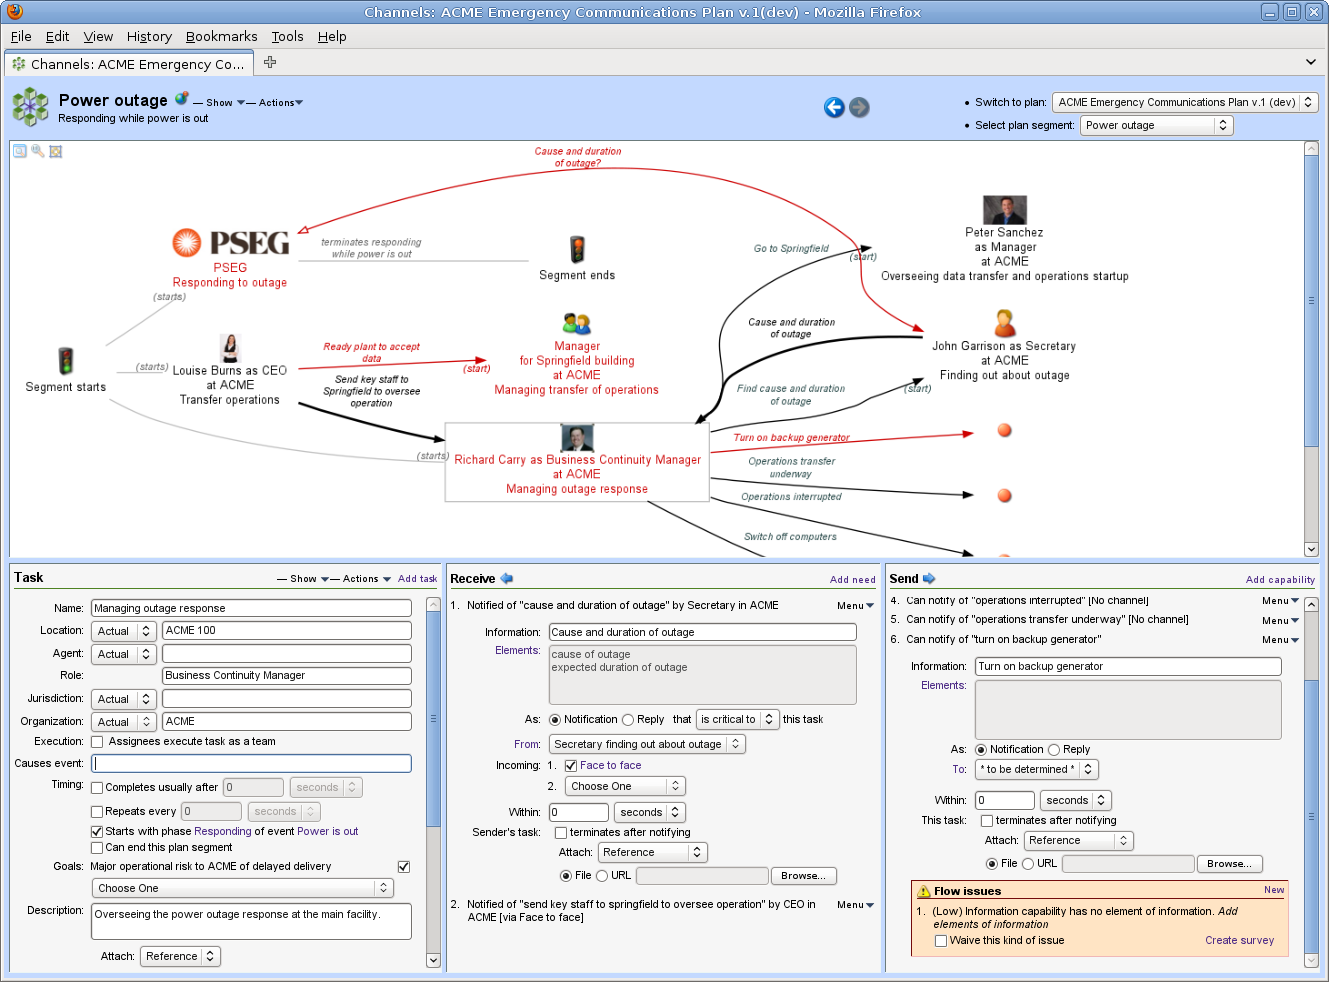 Channels: ACME Emergency Communications Plan v.1(dev) - Mozilla Firefox
File Edit View History Bookmarks Tools Help
Channels: ACME Emergency Co...
Power outage — Show — Actions
Responding while power is out
• Switch to plan: ACME Emergency Communications Plan v.1 (dev)
• Select plan segment: Power outage
Cause and duration
of outage?
PSEG
PSEG
Responding to outage
terminates responding
while power is out
Segment ends
Go to Springfield
(start)
Peter Sanchez
as Manager
at ACME
Overseeing data transfer and operations startup
(starts)
Segment starts
(starts)
Louise Burns as CEO
at ACME
Transfer operations
Ready plant to accept
data
(start)
Send key staff to
Springfield to oversee
operation
Manager
for Springfield building
at ACME
Managing transfer of operations
Cause and duration
of outage
John Garrison as Secretary
at ACME
Finding out about outage
Find cause and duration
of outage
(start)
(starts)
Richard Carry as Business Continuity Manager
at ACME
Managing outage response
Turn on backup generator
Operations transfer
underway
Operations interrupted
Switch off computers
Task — Show — Actions Add task
Name: Managing outage response
Location: Actual ACME 100
Agent: Actual
Role: Business Continuity Manager
Jurisdiction: Actual
Organization: Actual ACME
Execution: Assignees execute task as a team
Causes event:
Timing: Completes usually after 0 seconds
Repeats every 0 seconds
Starts with phase Responding of event Power is out
Can end this plan segment
Goals: Major operational risk to ACME of delayed delivery
Choose One
Description: Overseeing the power outage response at the main facility.
Attach: Reference
Receive Add need
1. Notified of "cause and duration of outage" by Secretary in ACME Menu
Information: Cause and duration of outage
Elements: cause of outage
expected duration of outage
As: Notification Reply that is critical to this task
From: Secretary finding out about outage
Incoming: 1. Face to face
2. Choose One
Within: 0 seconds
Sender's task: terminates after notifying
Attach: Reference
File URL Browse...
2. Notified of "send key staff to springfield to oversee operation" by CEO in Menu
ACME [via Face to face]
Send Add capability
4. Can notify of "operations interrupted" [No channel] Menu
5. Can notify of "operations transfer underway" [No channel] Menu
6. Can notify of "turn on backup generator" Menu
Information: Turn on backup generator
Elements:
As: Notification Reply
To: * to be determined *
Within: 0 seconds
This task: terminates after notifying
Attach: Reference
File URL Browse...
Flow issues New
1. (Low) Information capability has no element of information. Add
elements of information
Waive this kind of issue Create survey